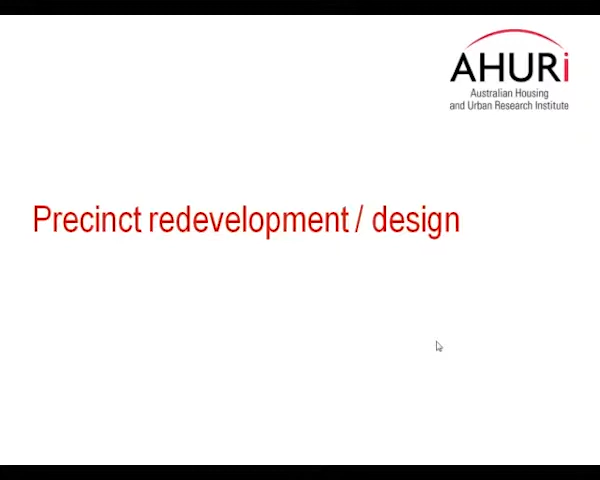 AHURi
Australian Housing
and Urban Research Institute
Precinct redevelopment / design